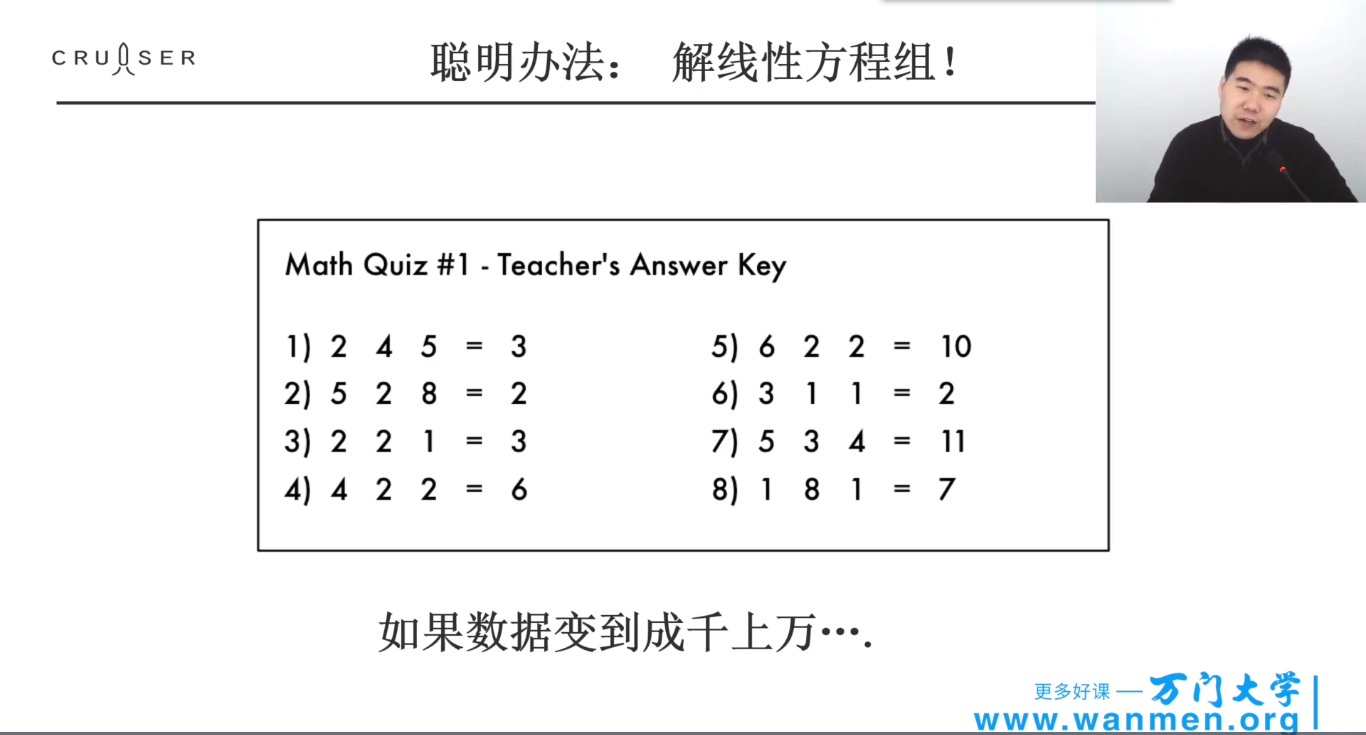 CRUISER
聪明办法： 解线性方程组！
Math Quiz #1 - Teacher's Answer Key
1) 2 4 5 = 3
2) 5 2 8 = 2
3) 2 2 1 = 3
4) 4 2 2 = 6
5) 6 2 2 = 10
6) 3 1 1 = 2
7) 5 3 4 = 11
8) 1 8 1 = 7
如果数据变到成千上万….
更多好课 — 万门大学
www.wanmen.org